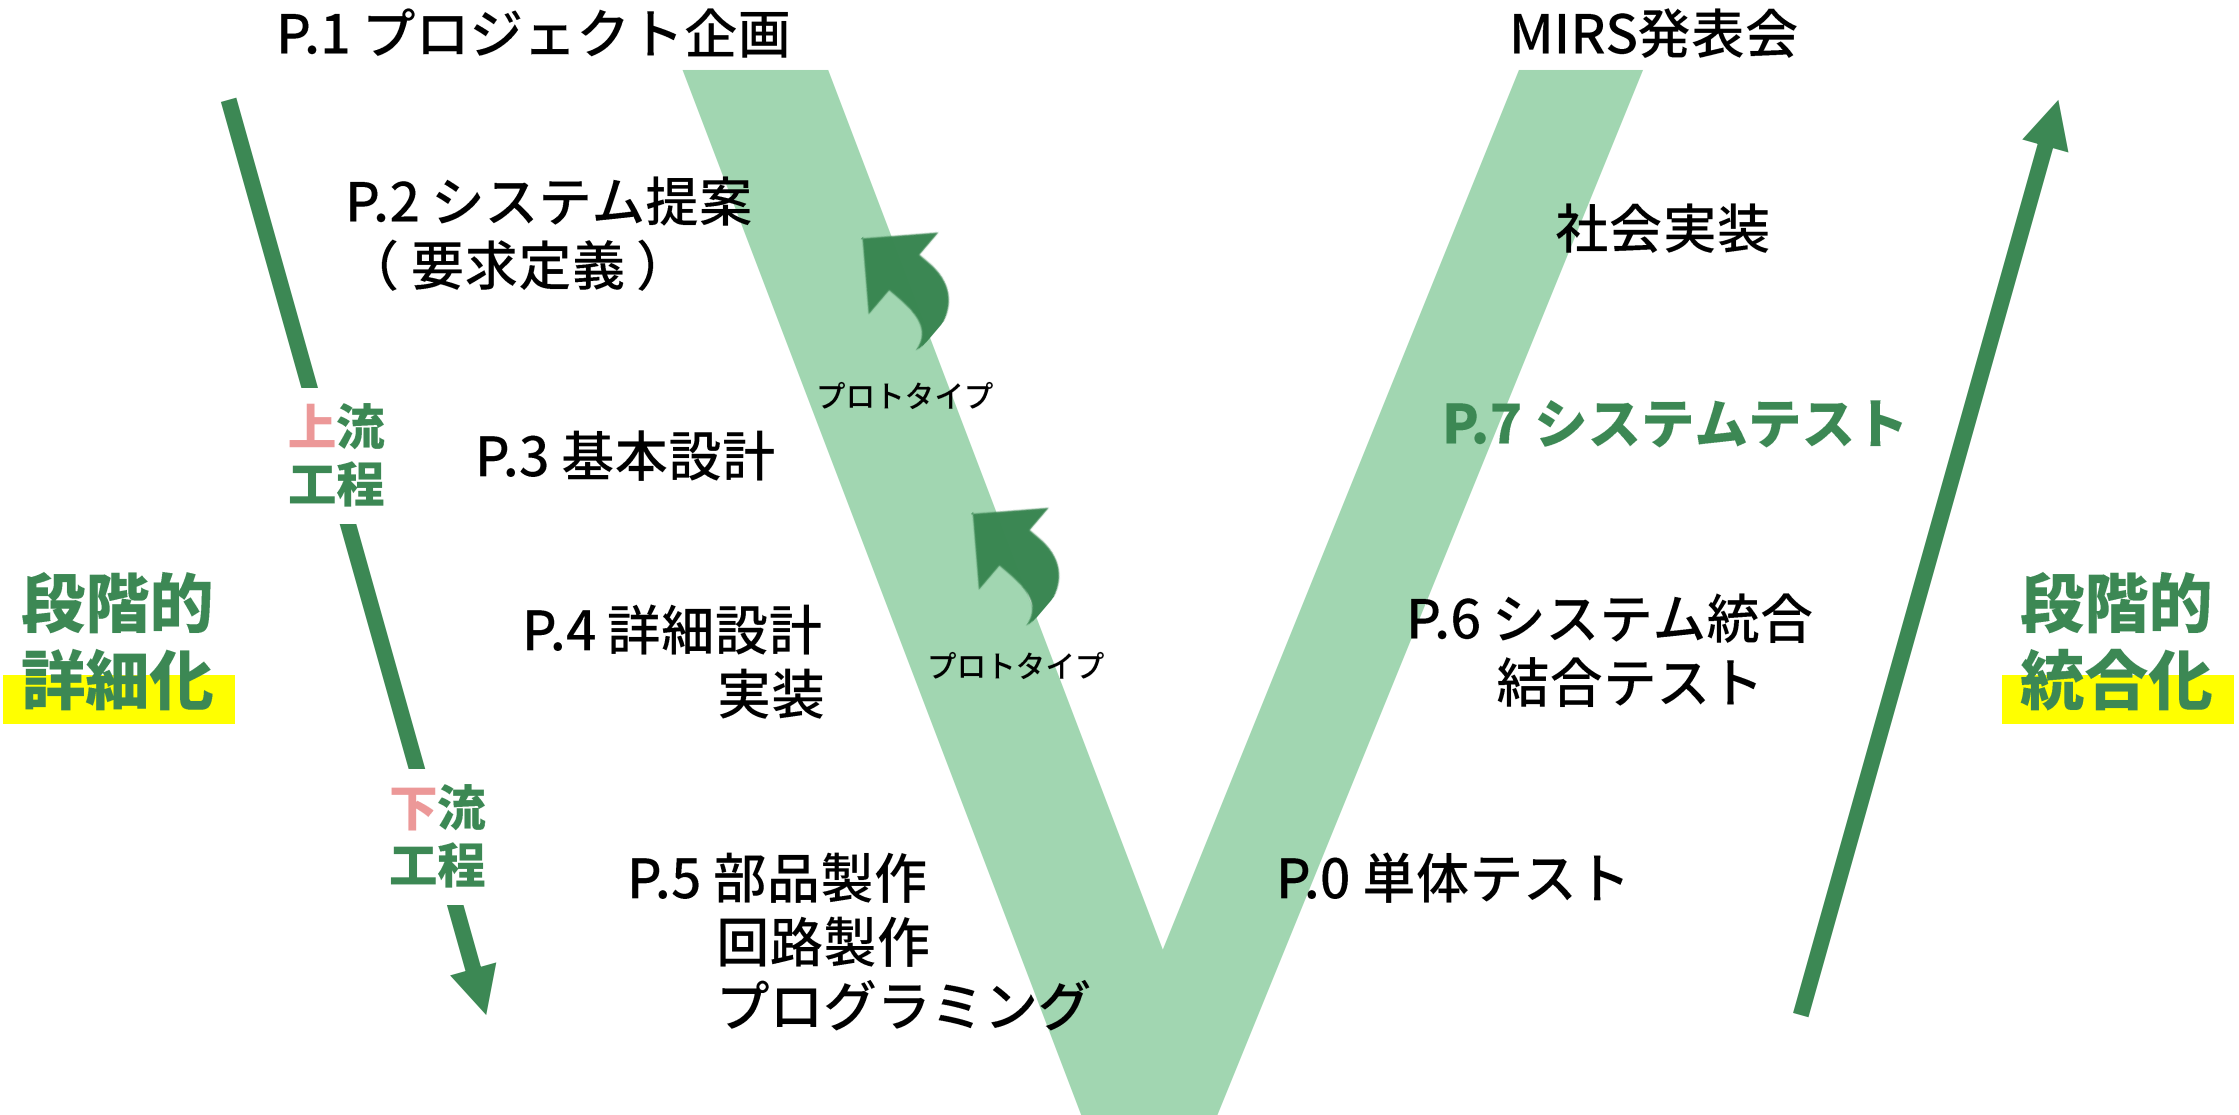 P.1 プロジェクト企画
MIRS発表会
P.2 システム提案
( 要求定義 )
社会実装
プロトタイプ
上流
工程
P.3 基本設計
P.7 システムテスト
段階的
詳細化
P.4 詳細設計
実装
プロトタイプ
P.6 システム統合
結合テスト
段階的
統合化
下流
工程
P.5 部品製作
回路製作
プログラミング
P.0 単体テスト